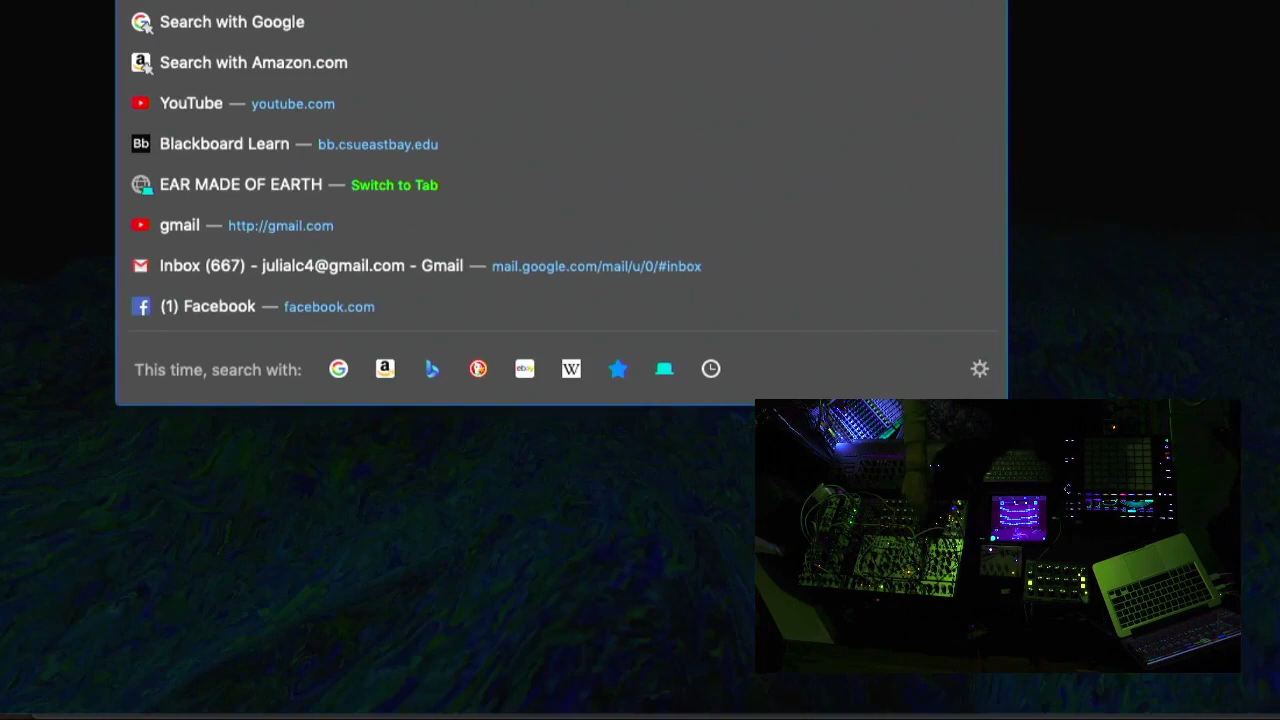 Search with Google
Search with Amazon.com
YouTube — youtube.com
Bb Blackboard Learn — bb.csueastbay.edu
EAR MADE OF EARTH — Switch to Tab
gmail — http://gmail.com
Inbox (667) - julialc4@gmail.com - Gmail — mail.google.com/mail/u/0/#inbox
(1) Facebook — facebook.com
This time, search with: ebay W